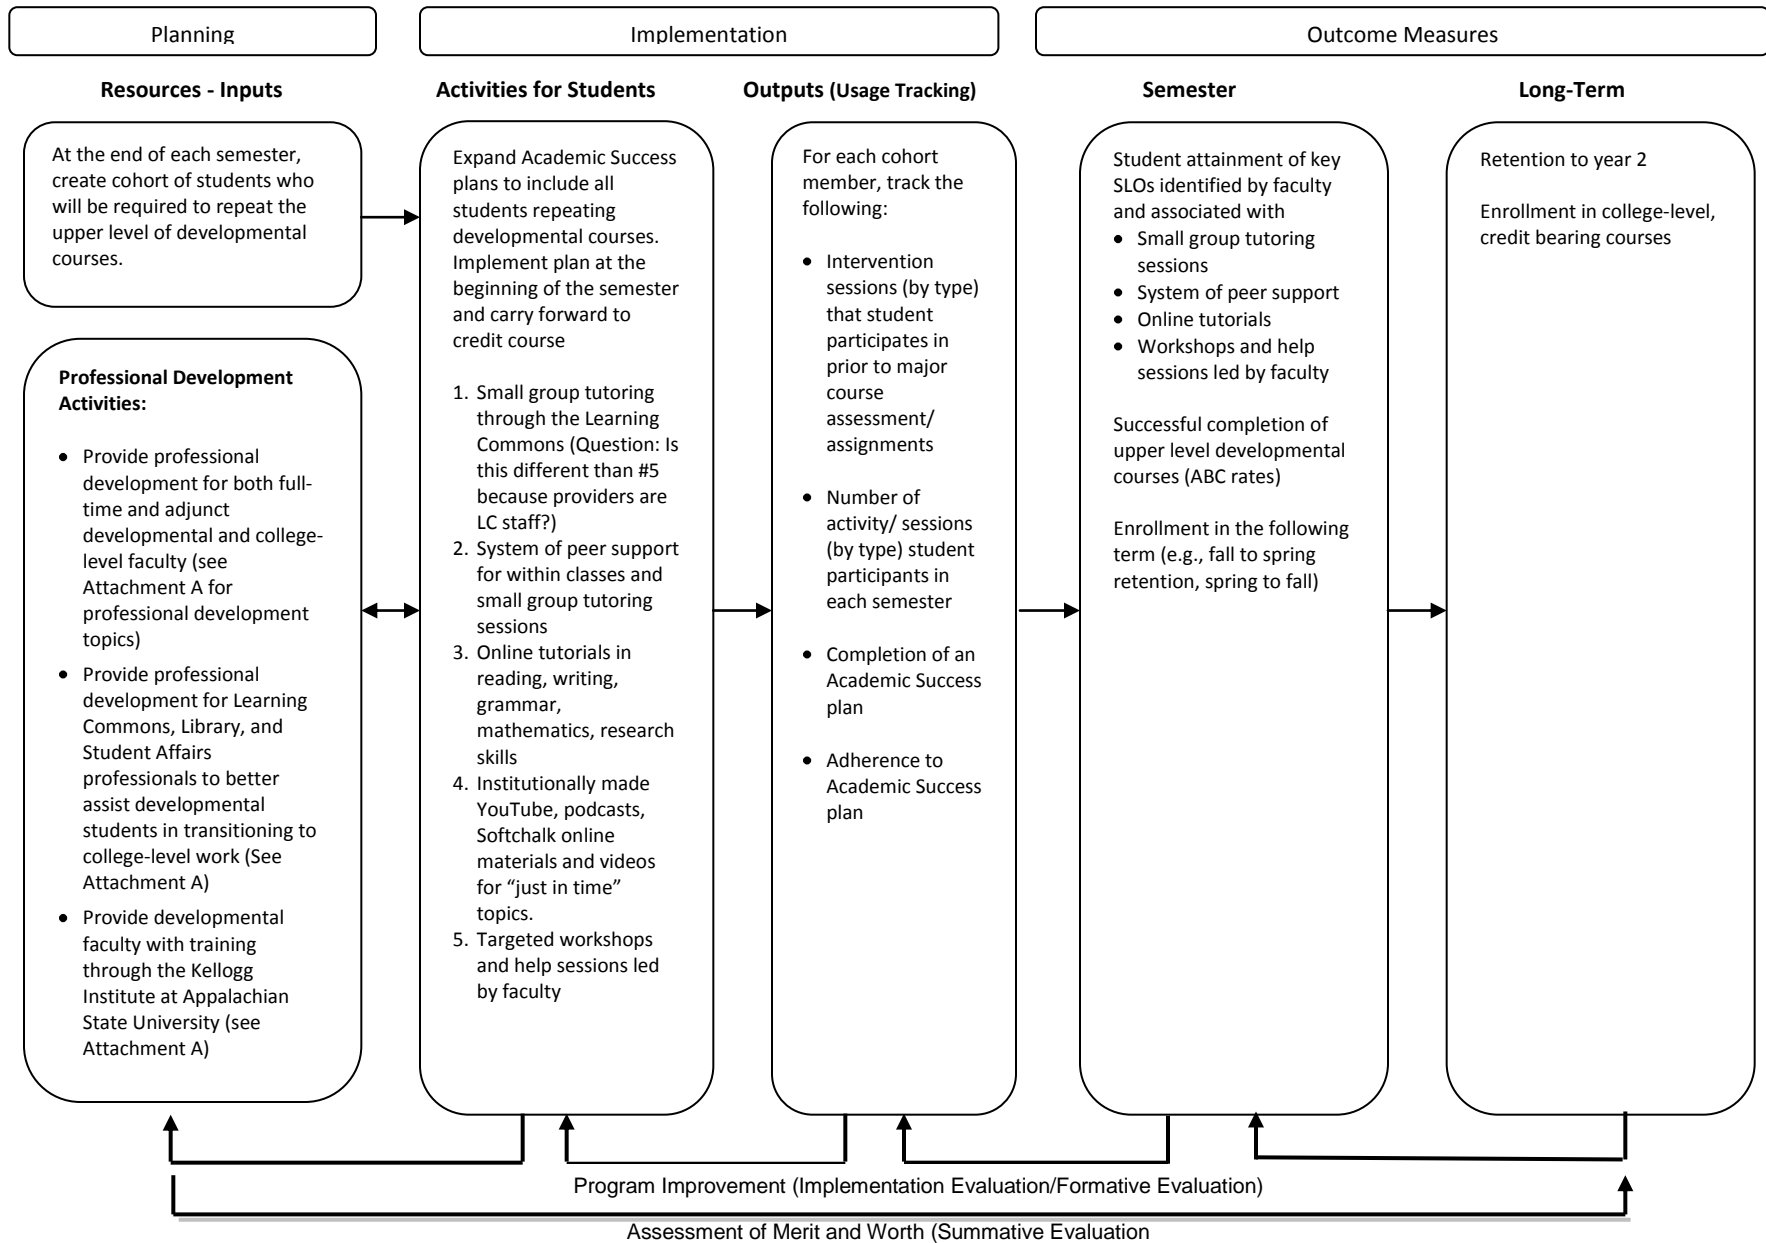 Planning
Implementation
Outcome Measures
Resources - Inputs
Activities for Students
Outputs (Usage Tracking)
Semester
Long-Term
At the end of each semester,
create cohort of students who
will be required to repeat the
upper level of developmental
courses.
Professional Development
Activities:
• Provide professional
development for both full-
time and adjunct
developmental and college-
level faculty (see
Attachment A for
professional development
topics)
• Provide professional
development for Learning
Commons, Library, and
Student Affairs
professionals to better
assist developmental
students in transitioning to
college-level work (See
Attachment A)
• Provide developmental
faculty with training
through the Kellogg
Institute at Appalachian
State University (see
Attachment A)
Expand Academic Success
plans to include all
students repeating
developmental courses.
Implement plan at the
beginning of the semester
and carry forward to
credit course
1. Small group tutoring
through the Learning
Commons (Question: Is
this different than #5
because providers are
LC staff?)
2. System of peer support
for within classes and
small group tutoring
sessions
3. Online tutorials in
reading, writing,
grammar,
mathematics, research
skills
4. Institutionally made
YouTube, podcasts,
Softchalk online
materials and videos
for “just in time”
topics.
5. Targeted workshops
and help sessions led
by faculty
For each cohort
member, track the
following:
• Intervention
sessions (by type)
that student
participates in
prior to major
course
assessment/
assignments
• Number of
activity/ sessions
(by type) student
participants in
each semester
• Completion of an
Academic Success
plan
• Adherence to
Academic Success
plan
Student attainment of key
SLOs identified by faculty
and associated with
• Small group tutoring
sessions
• System of peer support
• Online tutorials
• Workshops and help
sessions led by faculty
Successful completion of
upper level developmental
courses (ABC rates)
Enrollment in the following
term (e.g., fall to spring
retention, spring to fall)
Retention to year 2
Enrollment in college-level,
credit bearing courses
Program Improvement (Implementation Evaluation/Formative Evaluation)
Assessment of Merit and Worth (Summative Evaluation